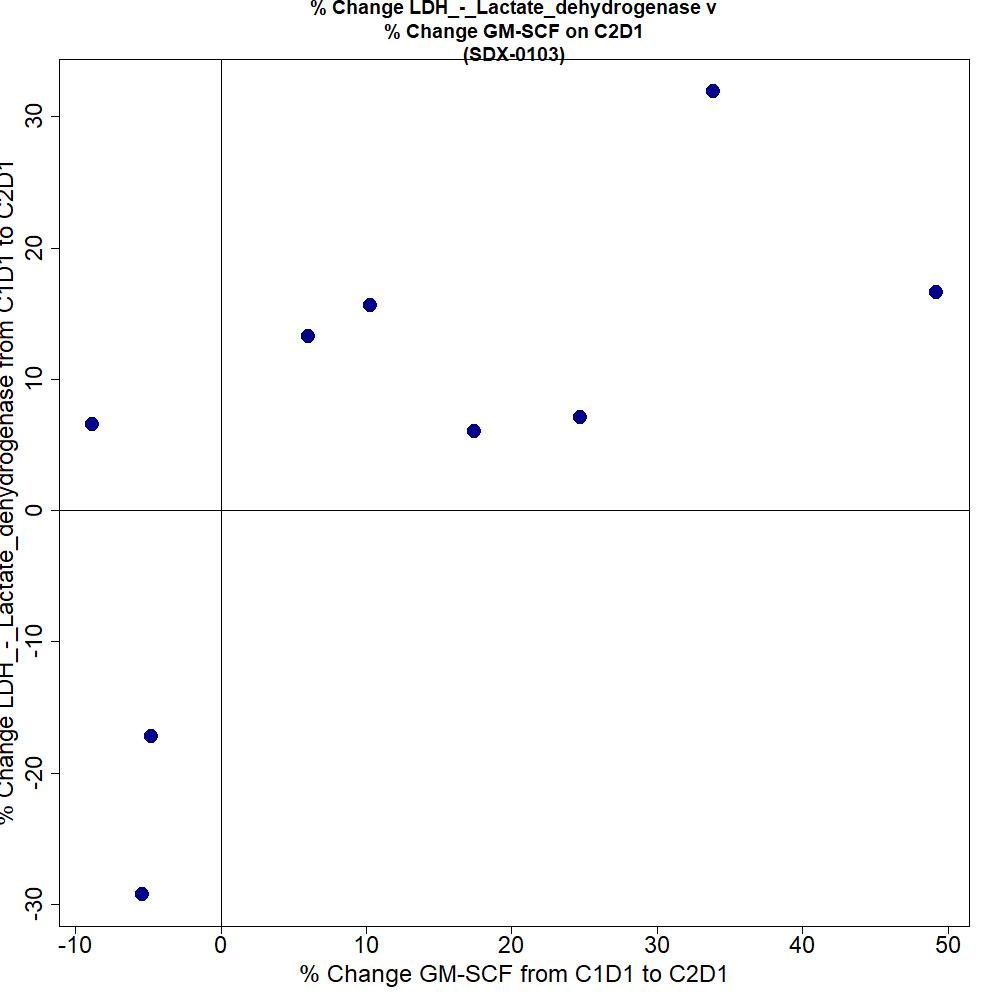 % Change LDH_-_Lactate_dehydrogenase v
% Change GM-SCF on C2D1
(SDX-0103)
% Change LDH_-_Lactate_dehydrogenase from C1D1 to C2D1
30
20
10
0
-10
-20
-30
-10 0 10 20 30 40 50
% Change GM-SCF from C1D1 to C2D1